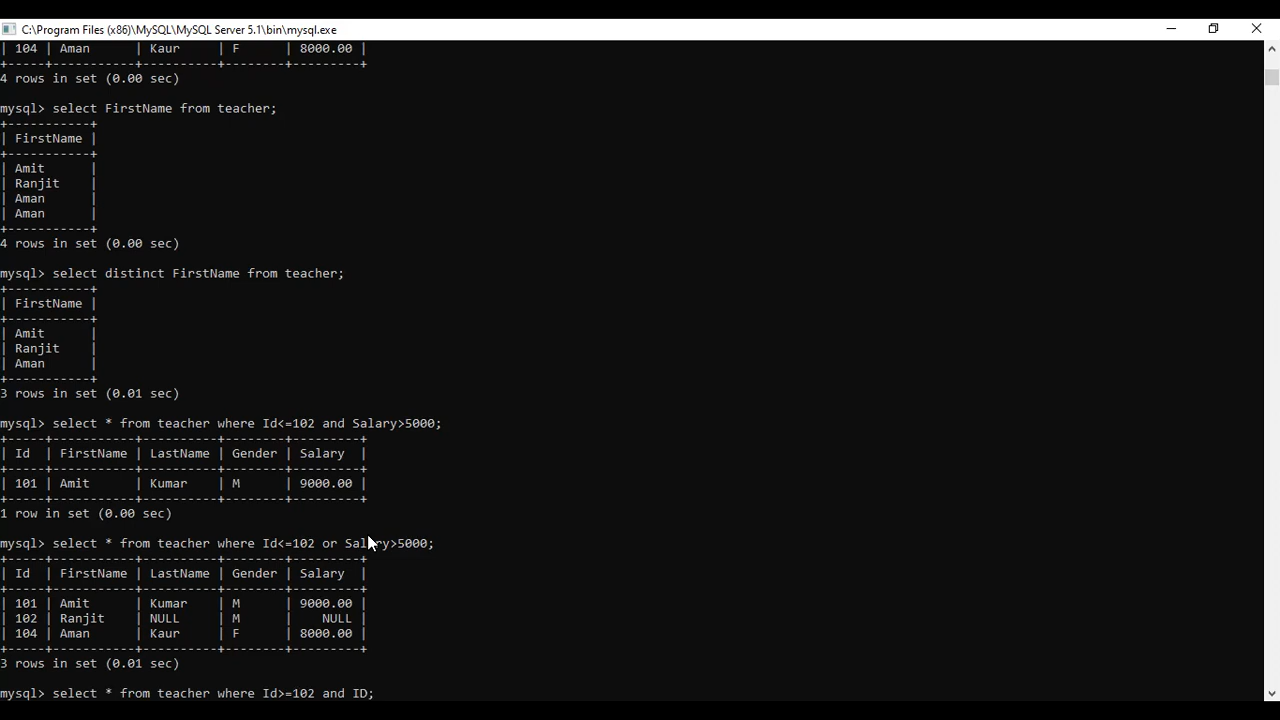 C:\Program Files (x86)\MySQL\MySQL Server 5.1\bin\mysql.exe
| 104 | Aman      | Kaur     | F      | 8000.00 |
+-----+-----------+----------+--------+---------+
4 rows in set (0.00 sec)
mysql> select FirstName from teacher;
+-----------+
| FirstName |
+-----------+
| Amit      |
| Ranjit    |
| Aman      |
| Aman      |
+-----------+
4 rows in set (0.00 sec)
mysql> select distinct FirstName from teacher;
+-----------+
| FirstName |
+-----------+
| Amit      |
| Ranjit    |
| Aman      |
+-----------+
3 rows in set (0.01 sec)
mysql> select * from teacher where Id<=102 and Salary>5000;
+-----+-----------+----------+--------+---------+
| Id  | FirstName | LastName | Gender | Salary  |
+-----+-----------+----------+--------+---------+
| 101 | Amit      | Kumar    | M      | 9000.00 |
+-----+-----------+----------+--------+---------+
1 row in set (0.00 sec)
mysql> select * from teacher where Id<=102 or Salary>5000;
+-----+-----------+----------+--------+---------+
| Id  | FirstName | LastName | Gender | Salary  |
+-----+-----------+----------+--------+---------+
| 101 | Amit      | Kumar    | M      | 9000.00 |
| 102 | Ranjit    | NULL     | M      |    NULL |
| 104 | Aman      | Kaur     | F      | 8000.00 |
+-----+-----------+----------+--------+---------+
3 rows in set (0.01 sec)
mysql> select * from teacher where Id>=102 and ID;